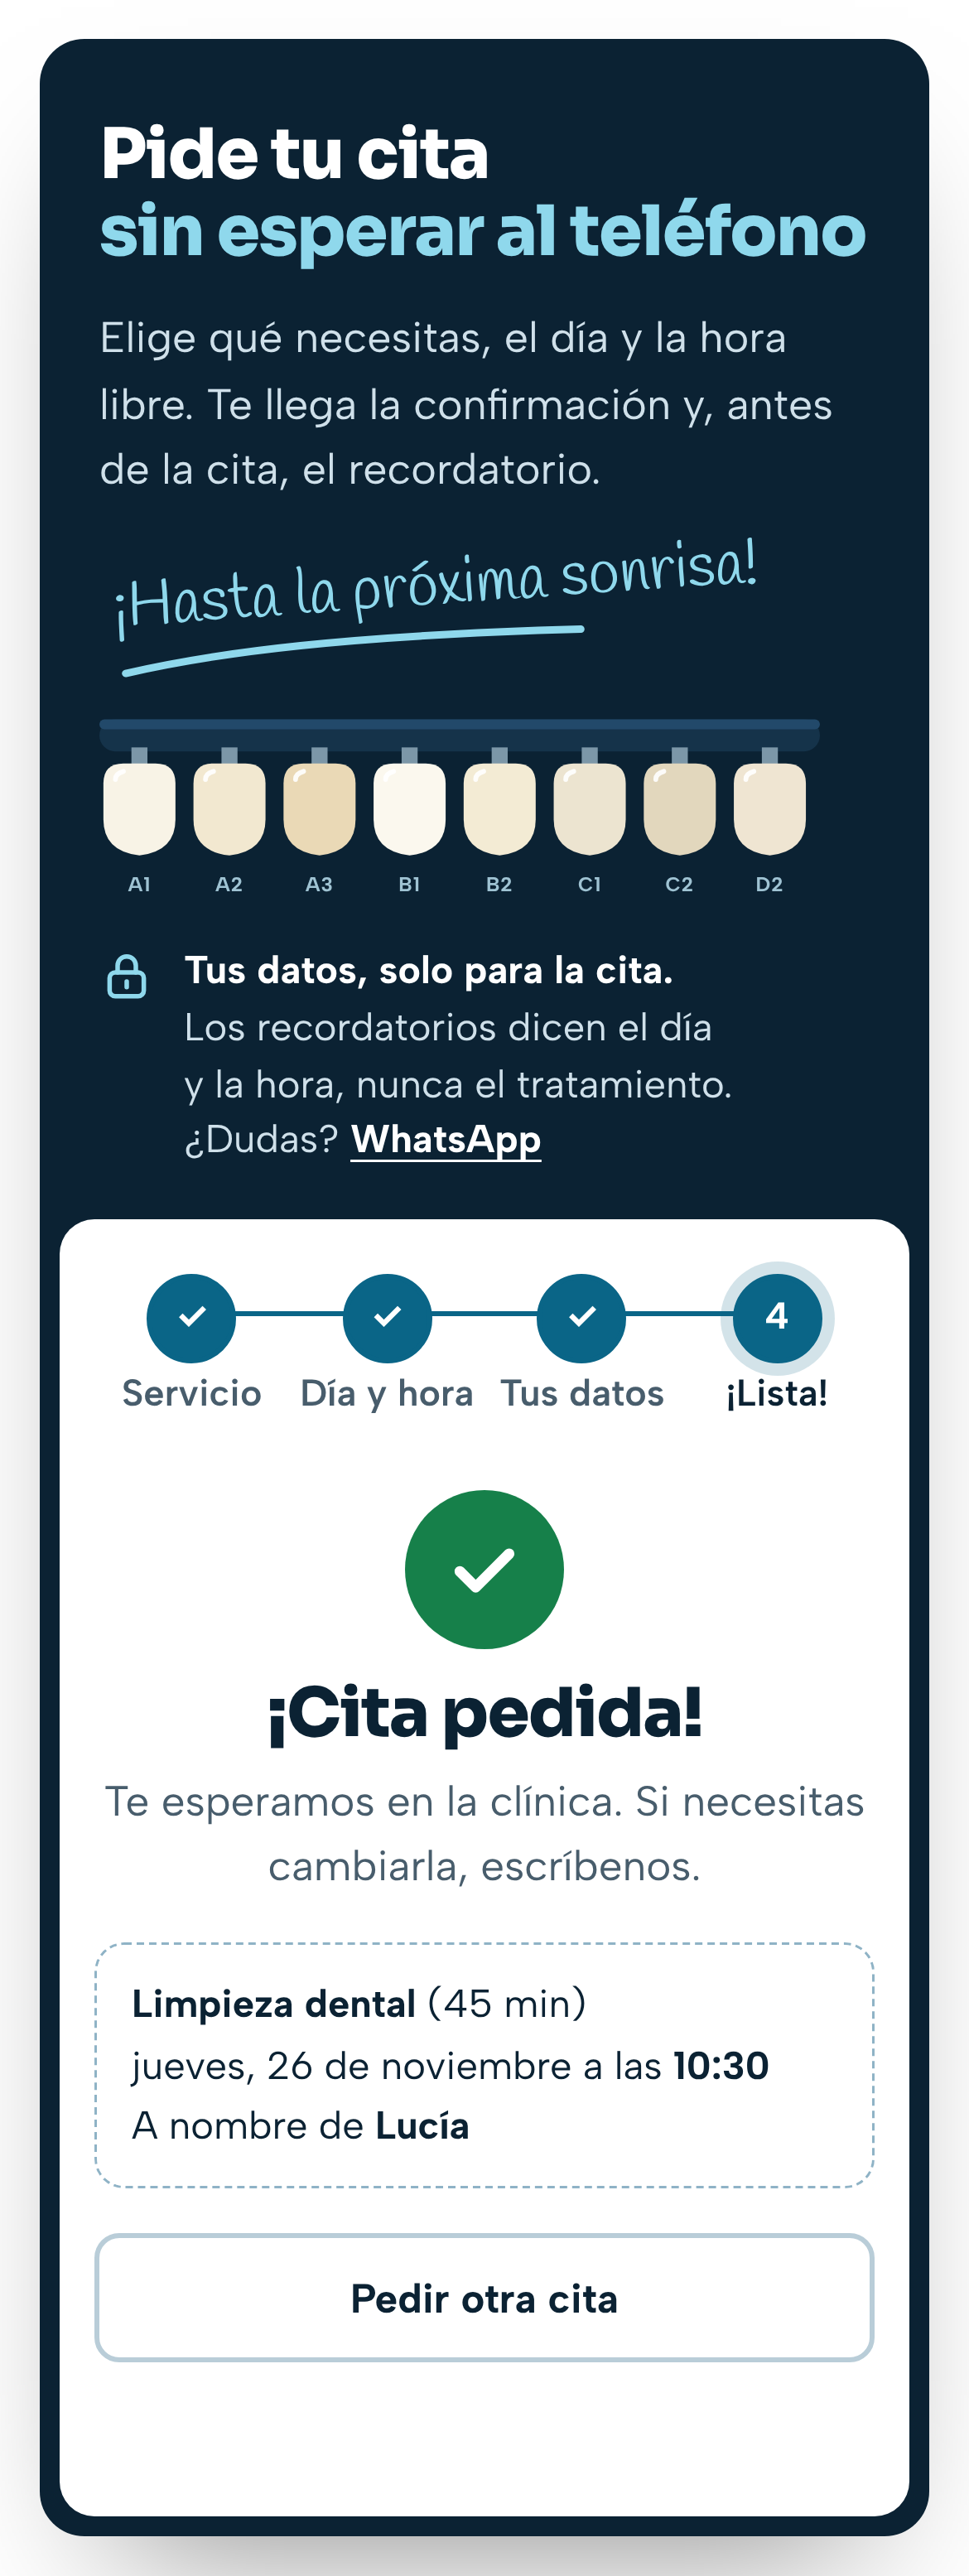 Pide tu cita
sin esperar al teléfono
Elige qué necesitas, el día y la hora
libre. Te llega la confirmación y, antes
de la cita, el recordatorio.
¡Hasta la próxima sonrisa!
A1 A2 A3 B1 B2 C1 C2 D2
Tus datos, solo para la cita.
Los recordatorios dicen el día
y la hora, nunca el tratamiento.
¿Dudas? WhatsApp
4
Servicio Día y hora Tus datos ¡Lista!
¡Cita pedida!
Te esperamos en la clínica. Si necesitas
cambiarla, escríbenos.
Limpieza dental (45 min)
jueves, 26 de noviembre a las 10:30
A nombre de Lucía
Pedir otra cita